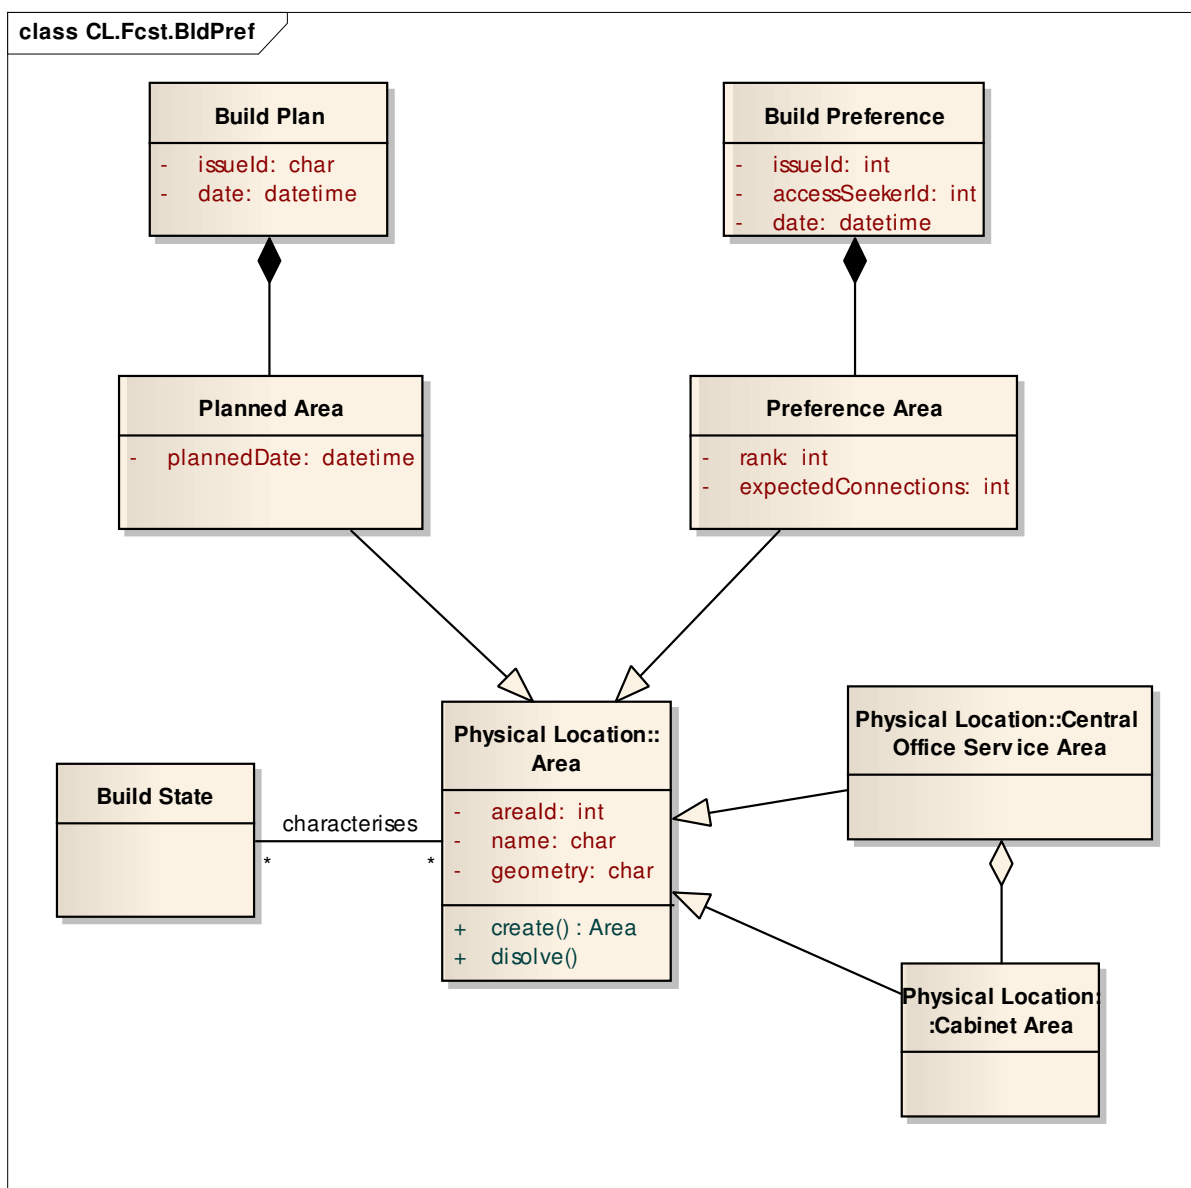 class CL.Fcst.BldPref
Build Plan
- issueId: char
- date: datetime
Build Preference
- issueId: int
- accessSeekerId: int
- date: datetime
Planned Area
- plannedDate: datetime
Preference Area
- rank: int
- expectedConnections: int
Physical Location::
Area
- areaId: int
- name: char
- geometry: char
+ create() : Area
+ disolve()
Build State
characterises
*
*
Physical Location::Central
Office Service Area
Physical Location:
:Cabinet Area